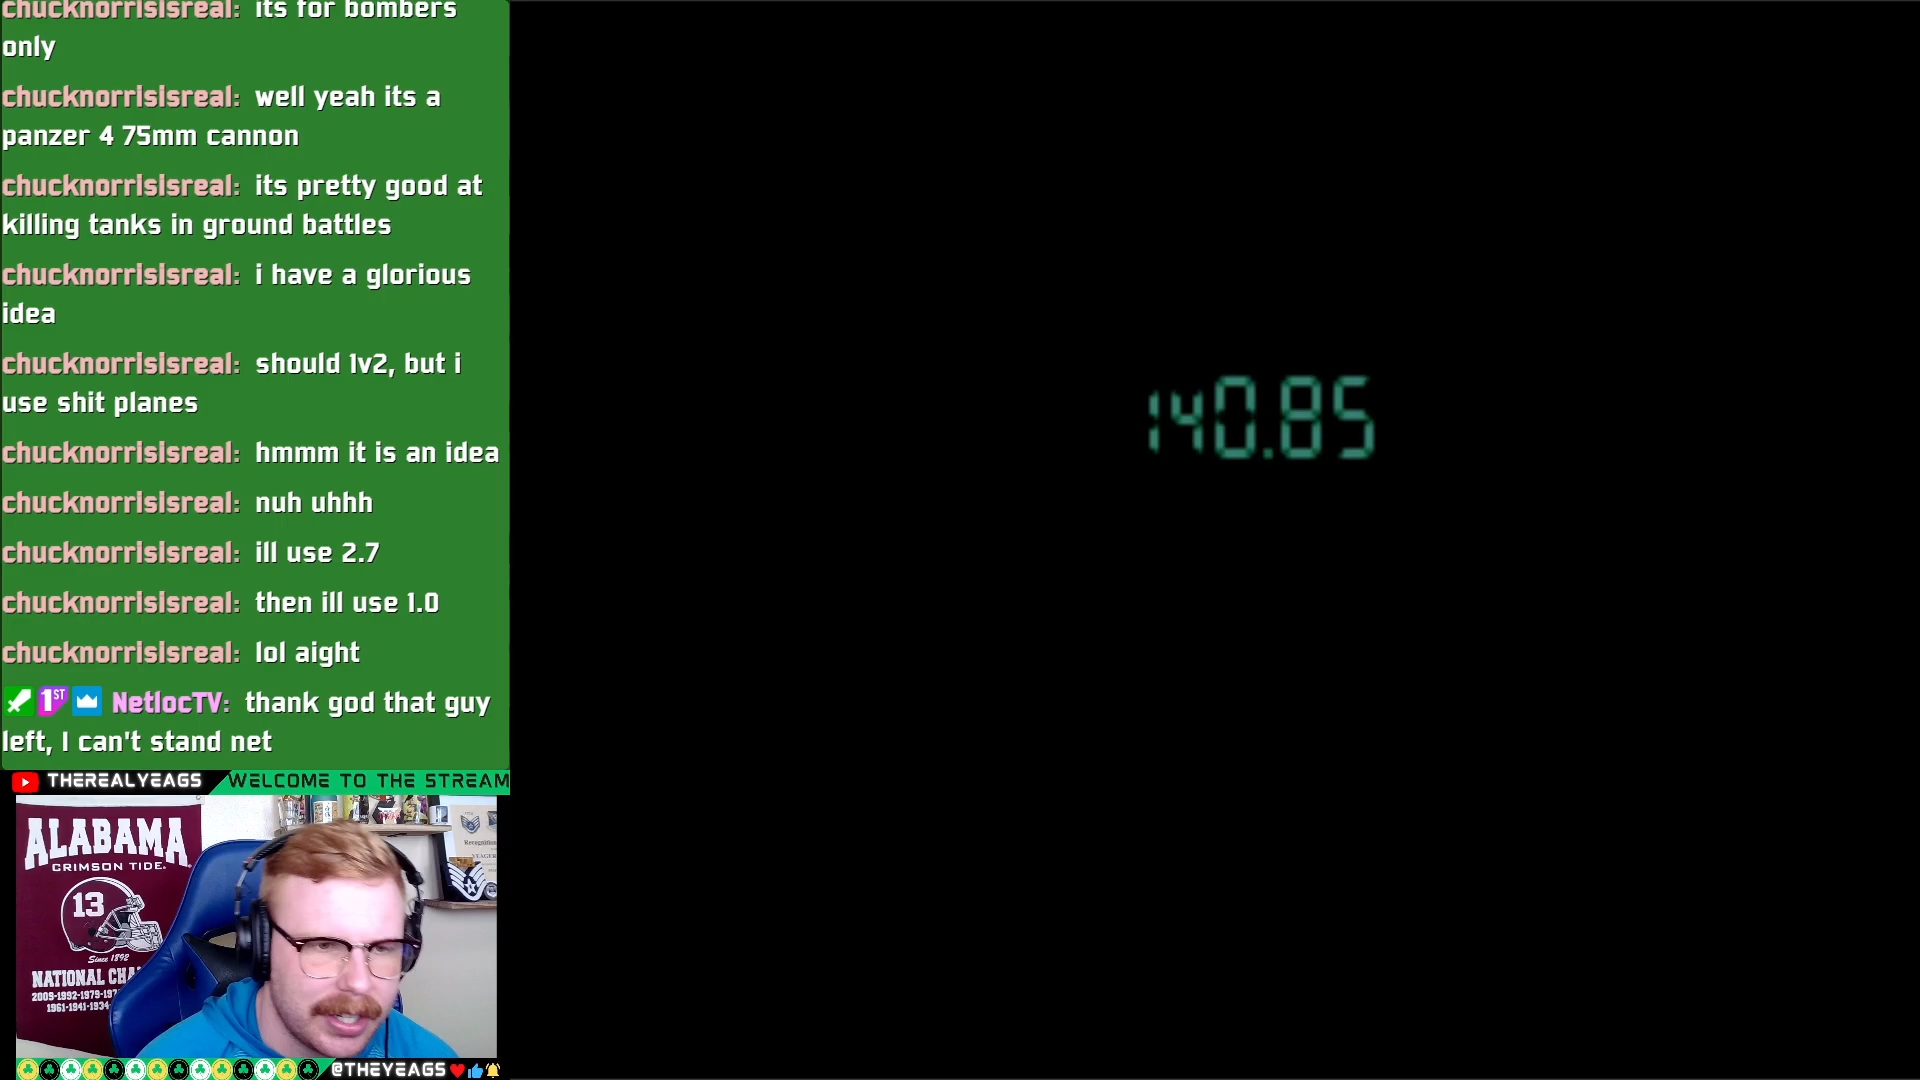 chucknorrisisreal: its for bombers
only
chucknorrisisreal: well yeah its a
panzer 4 75mm cannon
chucknorrisisreal: its pretty good at
killing tanks in ground battles
chucknorrisisreal: i have a glorious
idea
chucknorrisisreal: should 1v2, but i
use shit planes
chucknorrisisreal: hmmm it is an idea
chucknorrisisreal: nuh uhhh
chucknorrisisreal: ill use 2.7
chucknorrisisreal: then ill use 1.0
chucknorrisisreal: lol aight
1ST NetlocTV: thank god that guy
left, I can't stand net
140.85
THEREALYEAGS WELCOME TO THE STREAM
ALABAMA
CRIMSON TIDE
13
Since 1892
NATIONAL CHA
Recognition
YEAGER
@THEYEAGS